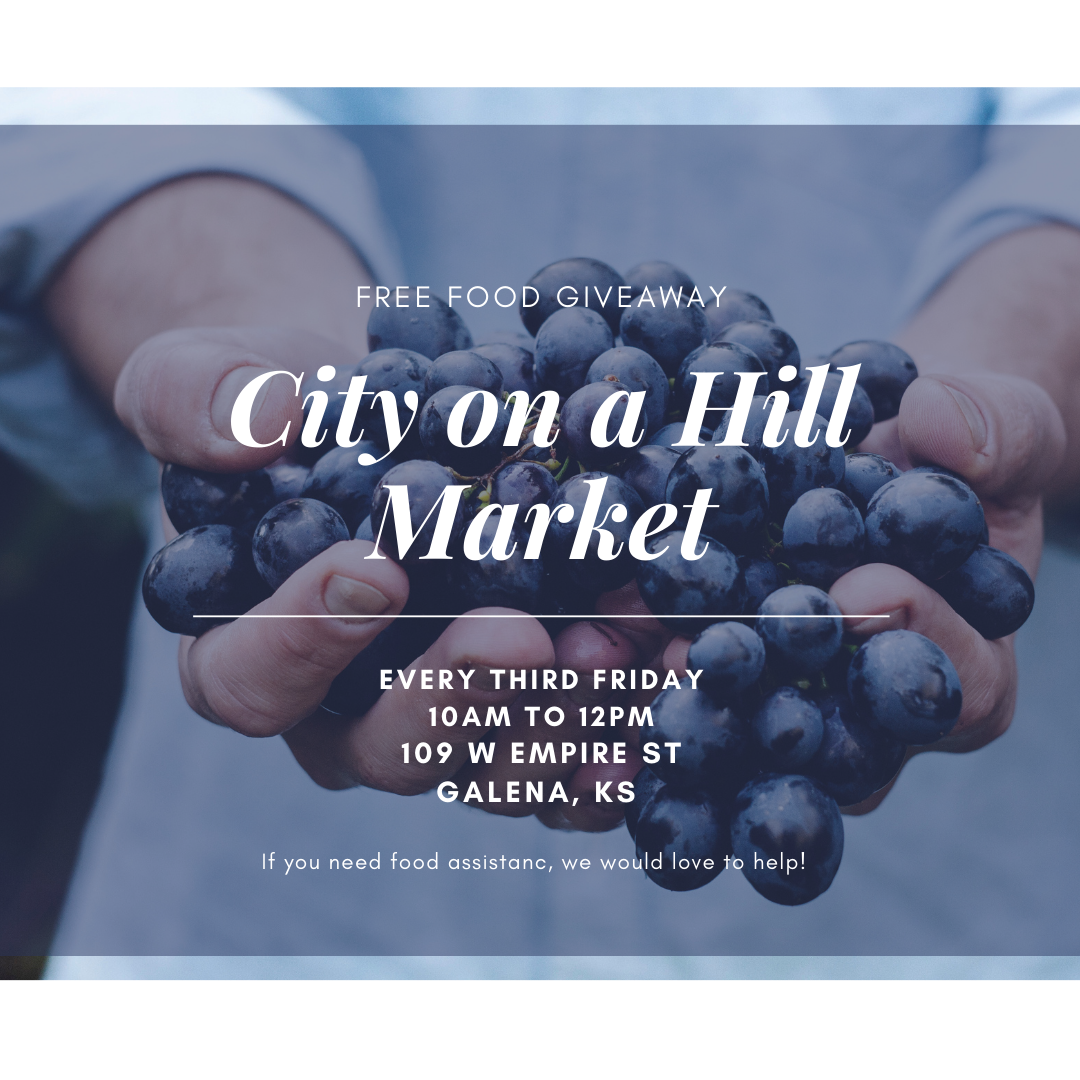 FREE FOOD GIVEAWAY
City on a Hill
Market
EVERY THIRD FRIDAY
10AM TO 12PM
109 W EMPIRE ST
GALENA, KS
If you need food assistanc, we would love to help!